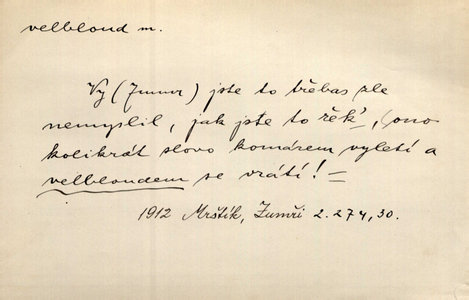 velbloud m.
Vy (Zumr) jste to třebas zle
nemyslil, jak jste to řék', (ono
kolikrát slovo komárem vyletí a
velbloudem se vrátí! —
1912 Mrštík, Zumři 2. 274, 30.